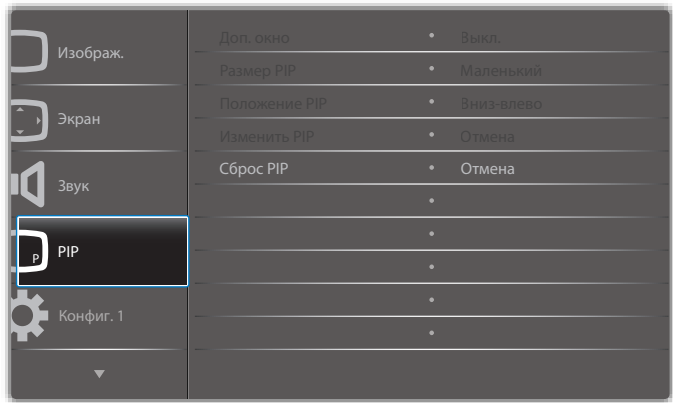 Изображ.
Экран
Звук
P
PIP
Конфиг. 1
Доп. окно • Выкл.
Размер PIP • Маленький
Положение PIP • Вниз-влево
Изменить PIP • Отмена
Сброс PIP • Отмена
•
•
•
•
•